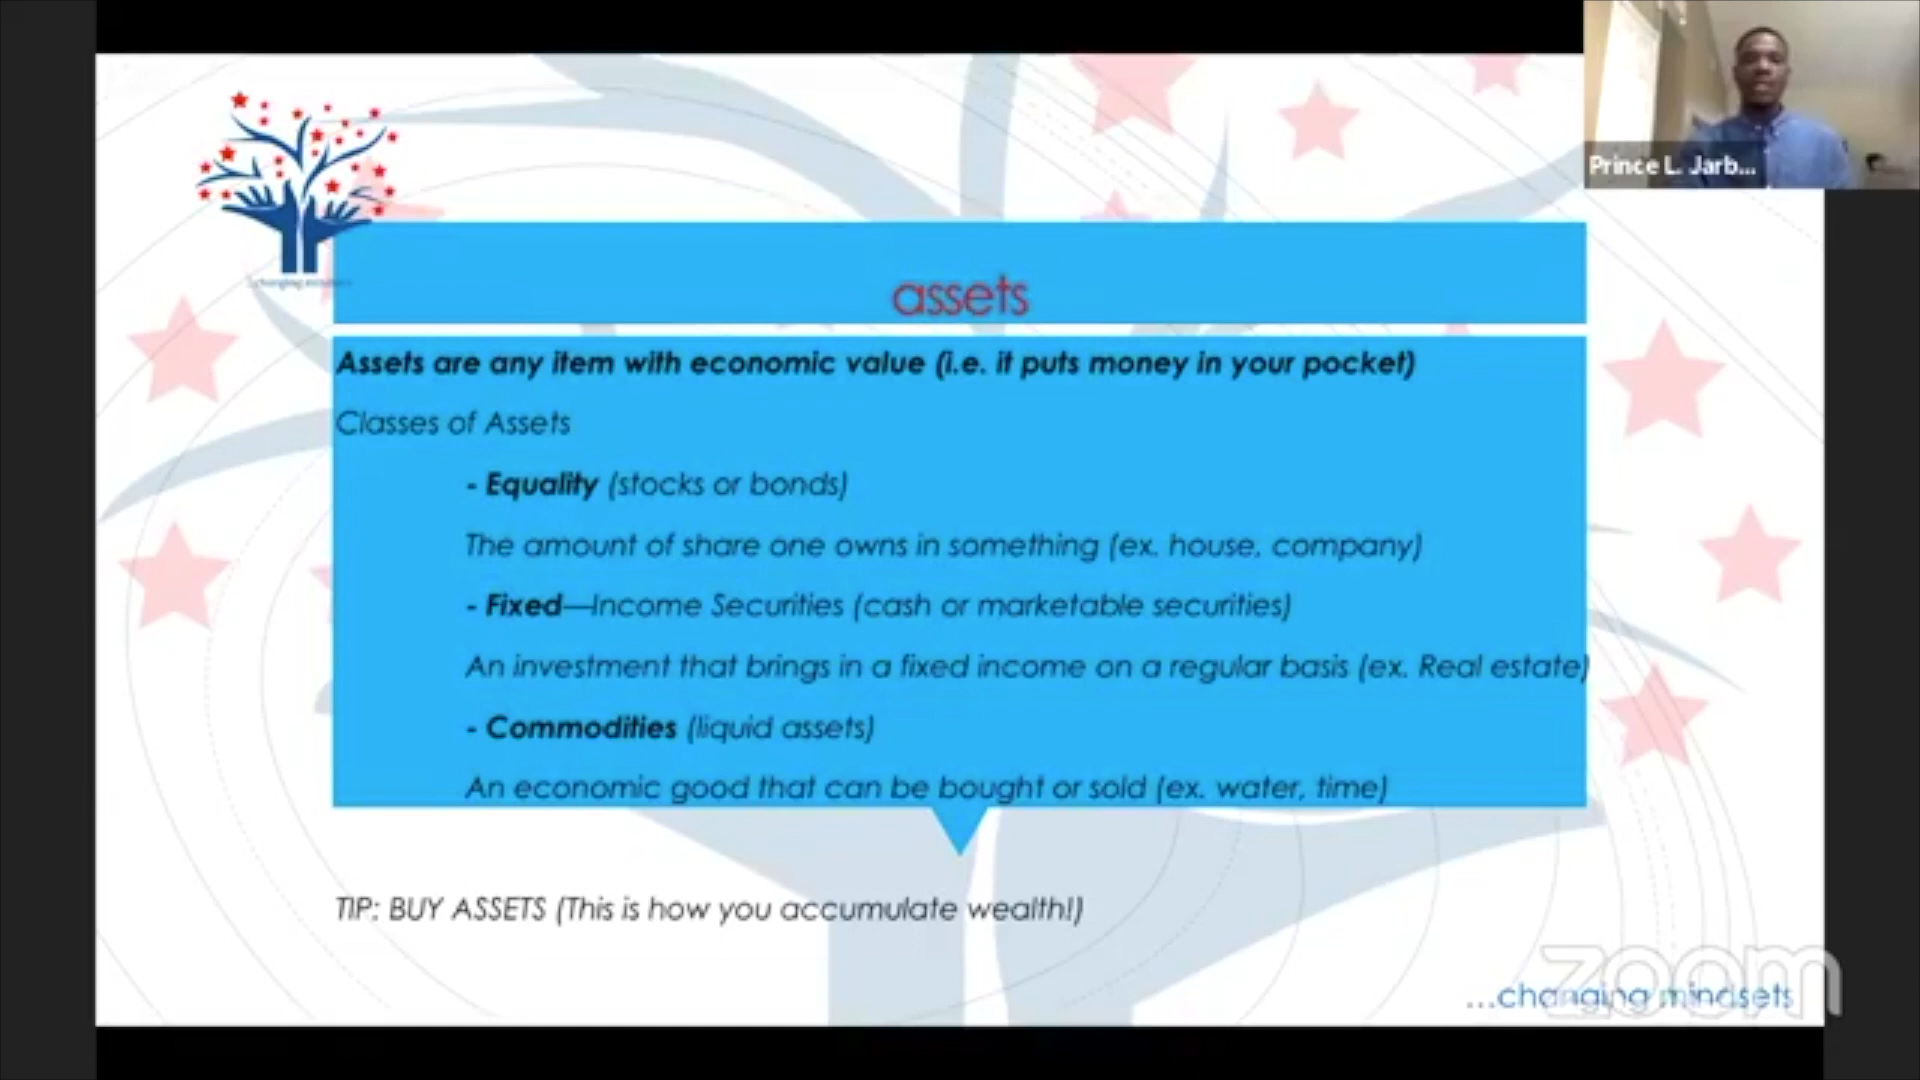 Prince L. Jarb...
assets
Assets are any item with economic value (i.e. it puts money in your pocket)
Classes of Assets
- Equality (stocks or bonds)
The amount of share one owns in something (ex. house, company)
- Fixed—Income Securities (cash or marketable securities)
An investment that brings in a fixed income on a regular basis (ex. Real estate)
- Commodities (liquid assets)
An economic good that can be bought or sold (ex. water, time)
TIP: BUY ASSETS (This is how you accumulate wealth!)
zoom
...changing mindsets